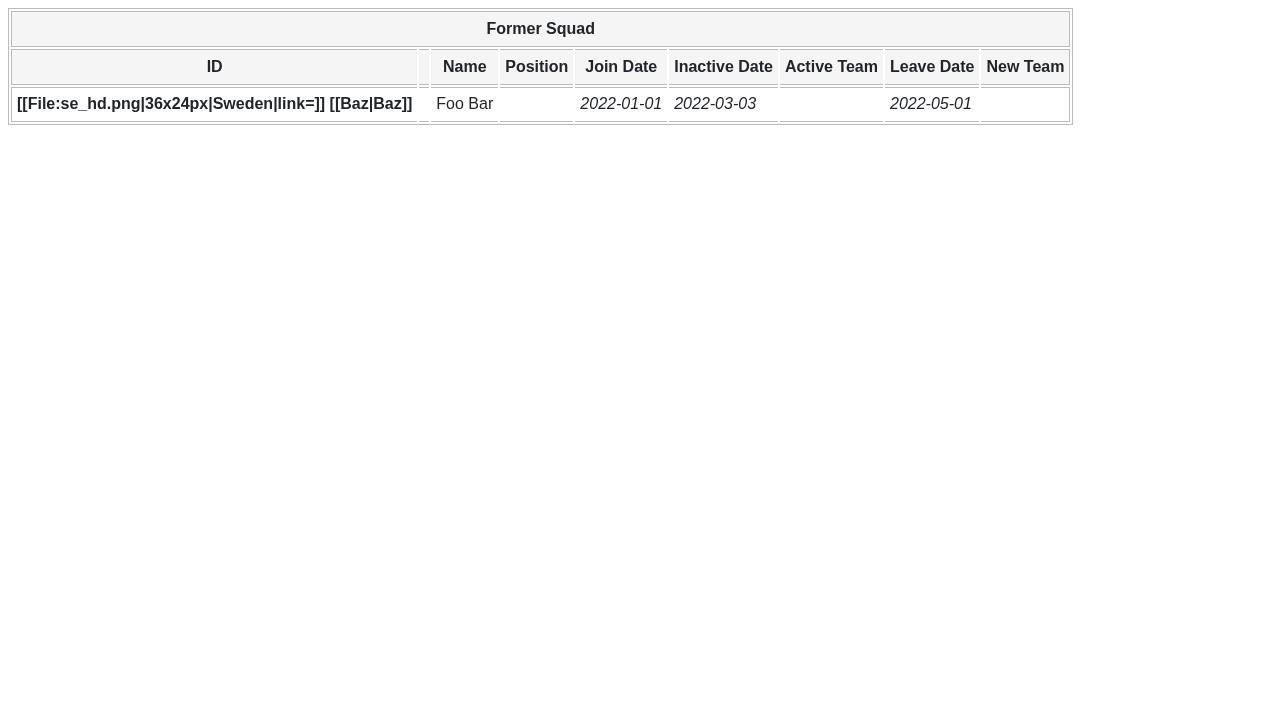 Former Squad
ID Name Position Join Date Inactive Date Active Team Leave Date New Team
[[File:se_hd.png|36x24px|Sweden|link=]] [[Baz|Baz]] Foo Bar 2022-01-01 2022-03-03 2022-05-01